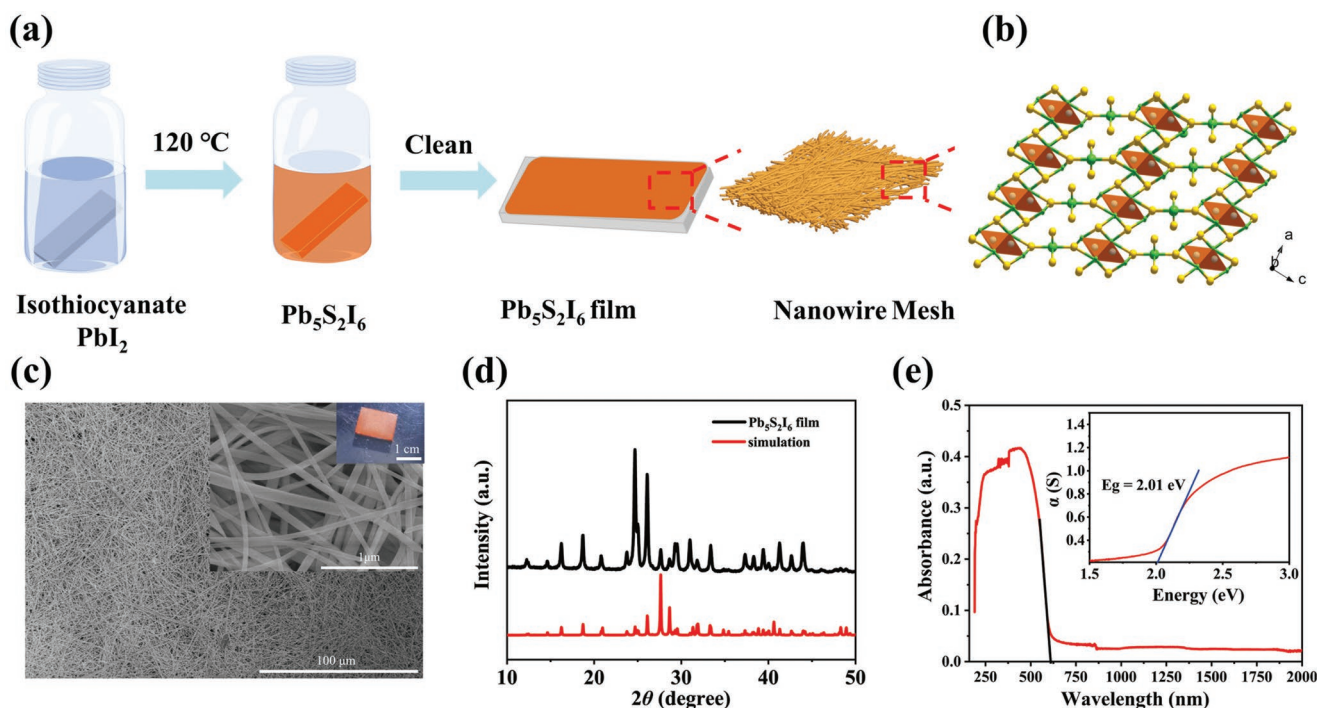 (a)
120 °C
Clean
Isothiocyanate
PbI₂
Pb₅S₂I₆
Pb₅S₂I₆ film
Nanowire Mesh
(b)
a
b
c
(c)
1 cm
1μm
100 μm
(d)
Intensity (a.u.)
Pb₅S₂I₆ film
simulation
10 20 30 40 50
2θ (degree)
(e)
Absorbance (a.u.)
0.5
0.4
0.3
0.2
0.1
0.0
250 500 750 1000 1250 1500 1750 2000
Wavelength (nm)
α (S)
1.4
1.2
1.0
0.8
0.6
0.4
Eg = 2.01 eV
1.5 2.0 2.5 3.0
Energy (eV)